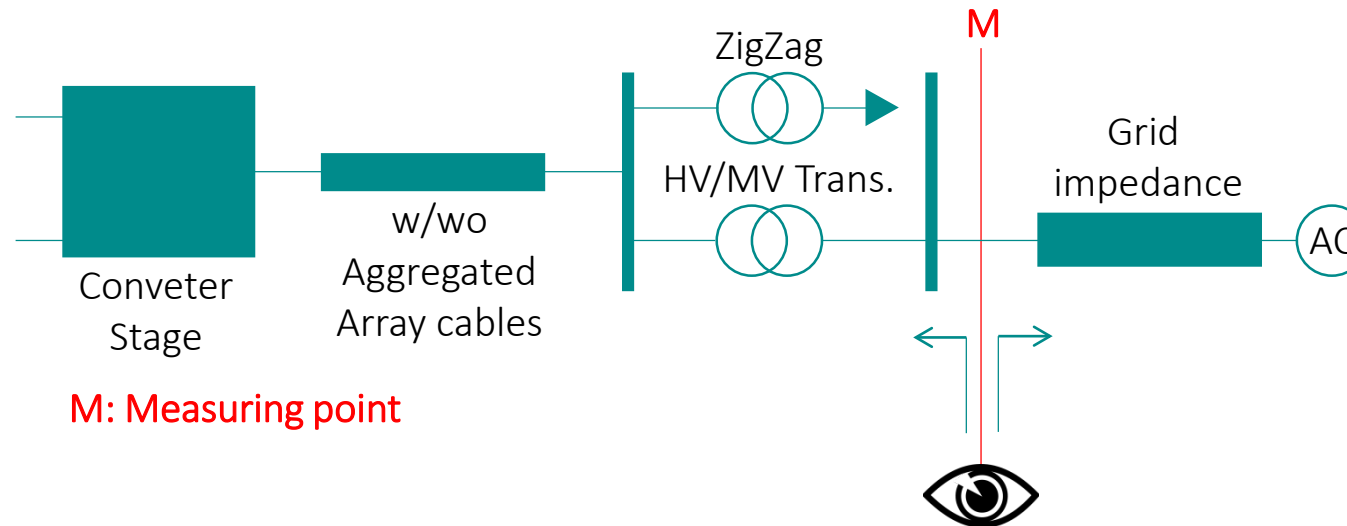 M
ZigZag
Grid
impedance
HV/MV Trans.
w/wo
Aggregated
Array cables
Conveter
Stage
M: Measuring point